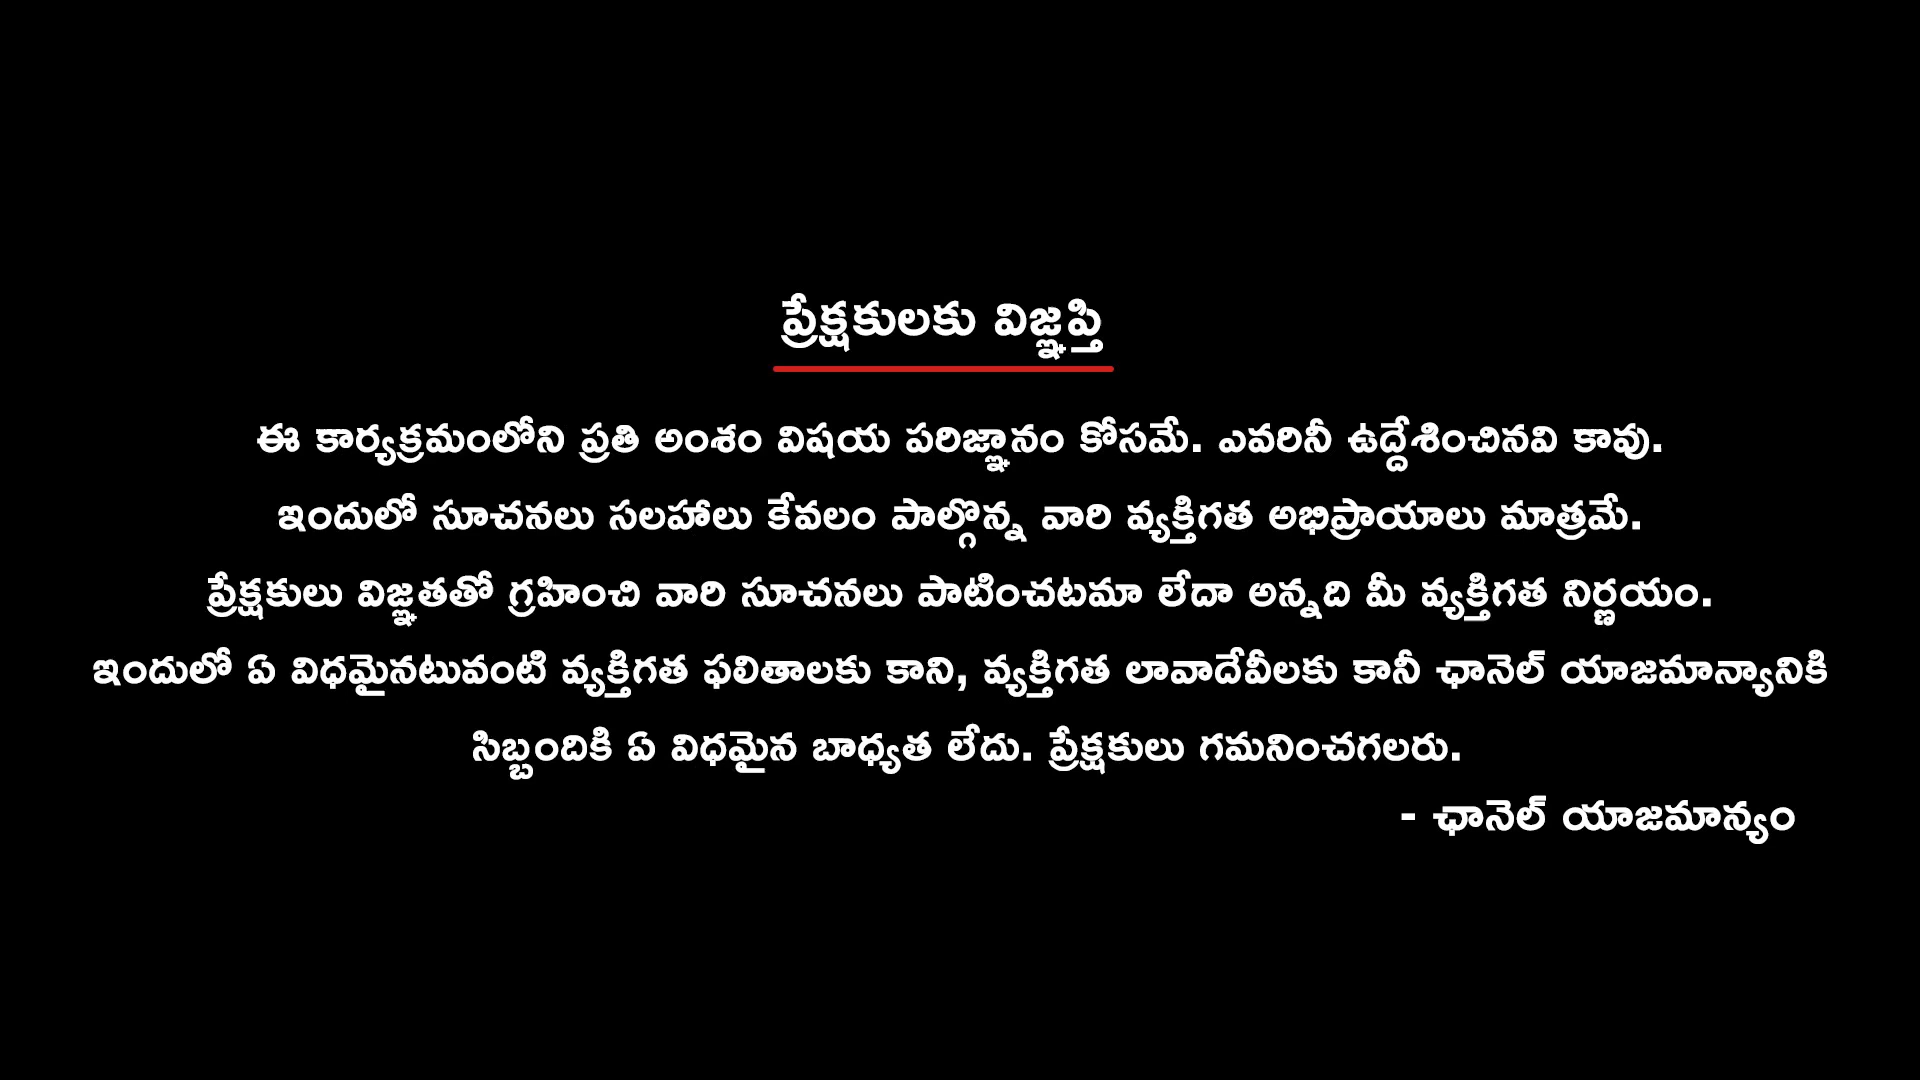 ప్రేక్షకులకు విజ్ఞప్తి
ఈ కార్యక్రమంలోని ప్రతి అంశం విషయ పరిజ్ఞానం కోసమే. ఎవరినీ ఉద్దేశించినవి కావు.
ఇందులో సూచనలు సలహాలు కేవలం పాల్గొన్న వారి వ్యక్తిగత అభిప్రాయాలు మాత్రమే.
ప్రేక్షకులు విజ్ఞతతో గ్రహించి వారి సూచనలు పాటించటమా లేదా అన్నది మీ వ్యక్తిగత నిర్ణయం.
ఇందులో ఏ విధమైనటువంటి వ్యక్తిగత ఫలితాలకు కాని, వ్యక్తిగత లావాదేవీలకు కానీ ఛానెల్ యాజమాన్యానికి
సిబ్బందికి ఏ విధమైన బాధ్యత లేదు. ప్రేక్షకులు గమనించగలరు.
- ఛానెల్ యాజమాన్యం